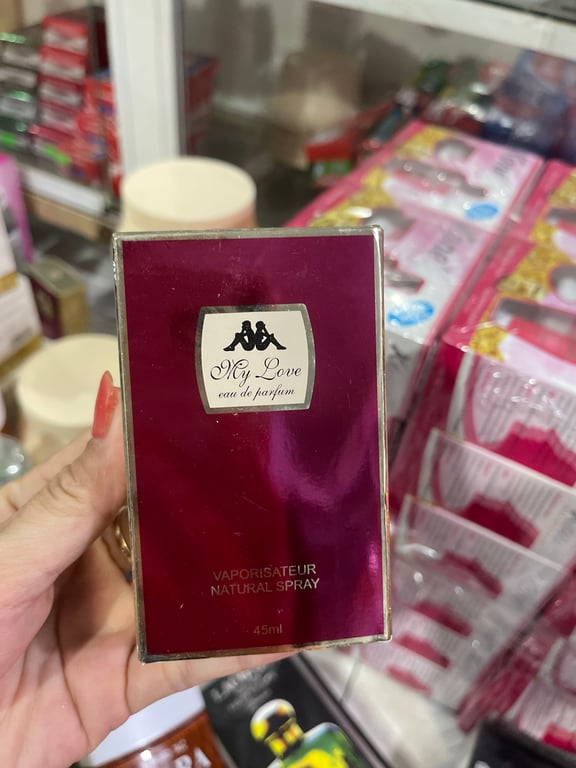 My Love
eau de parfum
VAPORISATEUR
NATURAL SPRAY
45ml